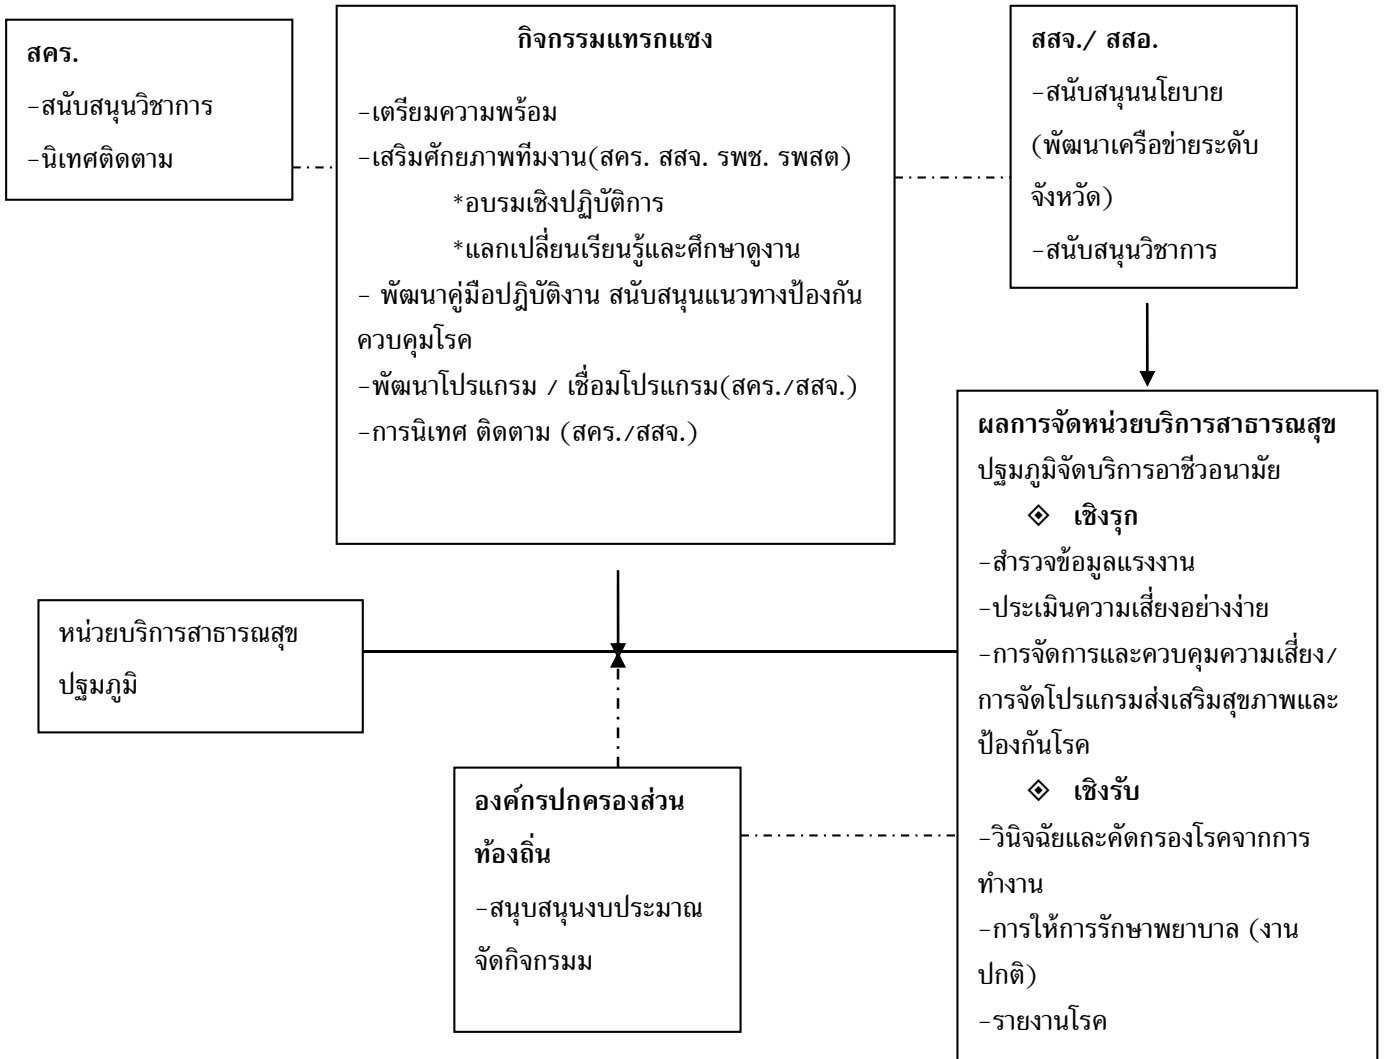 สคร.
-สนับสนุนวิชาการ
-นิเทศติดตาม
กิจกรรมแทรกแซง
-เตรียมความพร้อม
-เสริมศักยภาพทีมงาน(สคร. สสจ. รพช. รพสต)
*อบรมเชิงปฏิบัติการ
*แลกเปลี่ยนเรียนรู้และศึกษาดูงาน
- พัฒนาคู่มือปฎิบัติงาน สนับสนุนแนวทางป้องกัน
ควบคุมโรค
-พัฒนาโปรแกรม / เชื่อมโปรแกรม(สคร./สสจ.)
-การนิเทศ ติดตาม (สคร./สสจ.)
สสจ./ สสอ.
-สนับสนุนนโยบาย
(พัฒนาเครือข่ายระดับ
จังหวัด)
-สนับสนุนวิชาการ
หน่วยบริการสาธารณสุข
ปฐมภูมิ
องค์กรปกครองส่วน
ท้องถิ่น
-สนุบสนุนงบประมาณ
จัดกิจกรมม
ผลการจัดหน่วยบริการสาธารณสุข
ปฐมภูมิจัดบริการอาชีวอนามัย
เชิงรุก
-สำรวจข้อมูลแรงงาน
-ประเมินความเสี่ยงอย่างง่าย
-การจัดการและควบคุมความเสี่ยง/
การจัดโปรแกรมส่งเสริมสุขภาพและ
ป้องกันโรค
เชิงรับ
-วินิจฉัยและคัดกรองโรคจากการ
ทำงาน
-การให้การรักษาพยาบาล (งาน
ปกติ)
-รายงานโรค